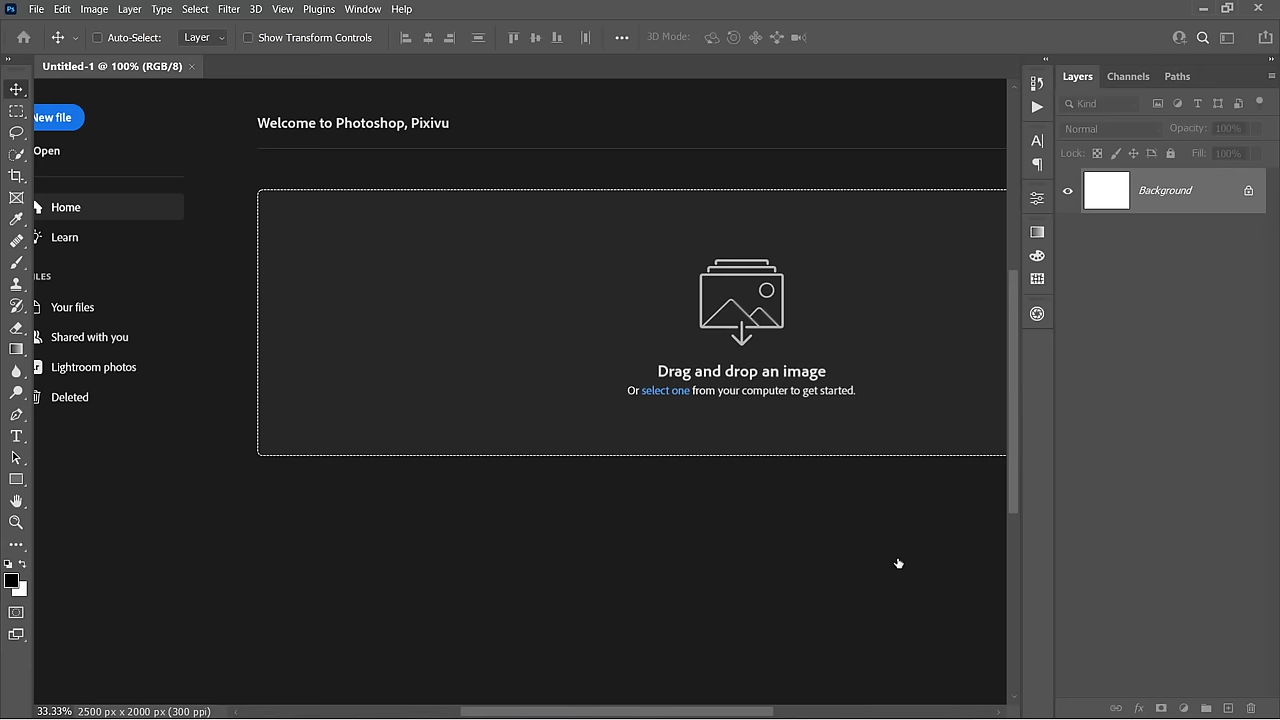 Ps File Edit Image Layer Type Select Filter 3D View Plugins Window Help
Auto-Select: Layer Show Transform Controls 3D Mode:
Untitled-1 @ 100% (RGB/8)
Layers Channels Paths
Kind
Normal Opacity: 100%
Lock: Fill: 100%
Background
New file
Open
Home
Learn
ILES
Your files
Shared with you
Lightroom photos
Deleted
Welcome to Photoshop, Pixivu
Drag and drop an image
Or select one from your computer to get started.
33.33% 2500 px x 2000 px (300 ppi)